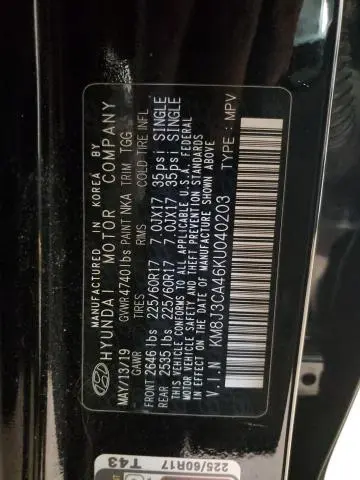 MANUFACTURED IN KOREA BY
HYUNDAI MOTOR COMPANY
GVWR 4740lbs PAINT NKA TRIM TGG
MAY/13/19 GAWR TIRES RMS COLD TIRE INFL
FRONT 2646 lbs 225/60R17 7.0JX17 35psi SINGLE
REAR 2535 lbs 225/60R17 7.0JX17 35psi SINGLE
THIS VEHICLE CONFORMS TO ALL APPLICABLE U.S.A. FEDERAL
MOTOR VEHICLE SAFETY AND THEFT PREVENTION STANDARDS
IN EFFECT ON THE DATE OF MANUFACTURE SHOWN ABOVE.
V.I.N KM8J3CA46KU040203
TYPE: MPV
225/60R17
T43